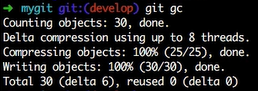 ➜ mygit git:(develop) git gc
Counting objects: 30, done.
Delta compression using up to 8 threads.
Compressing objects: 100% (25/25), done.
Writing objects: 100% (30/30), done.
Total 30 (delta 6), reused 0 (delta 0)